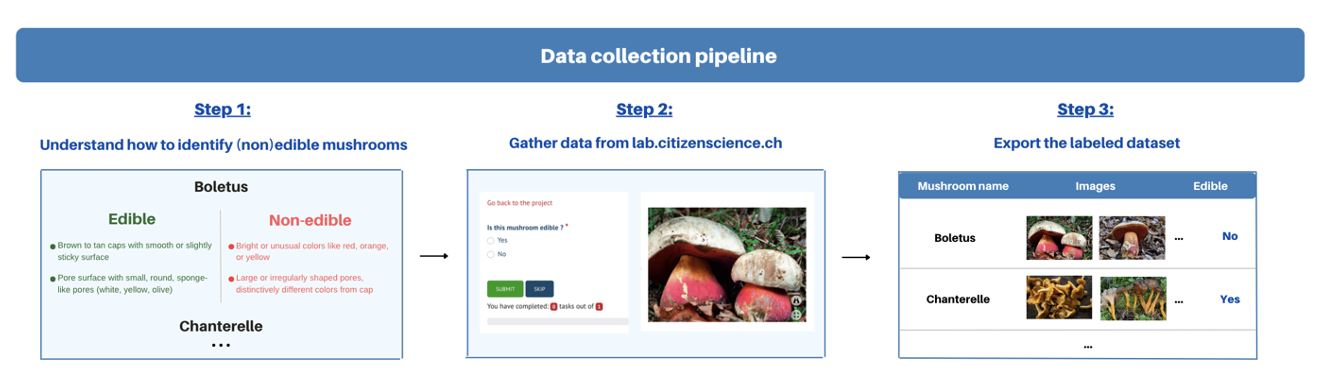 Data collection pipeline
Step 1:
Understand how to identify (non)edible mushrooms
Boletus
Edible
Brown to tan caps with smooth or slightly
sticky surface
Pore surface with small, round, sponge-
like pores (white, yellow, olive)
Non-edible
Bright or unusual colors like red, orange,
or yellow
Large or irregularly shaped pores,
distinctively different colors from cap
Chanterelle
...
Step 2:
Gather data from lab.citizenscience.ch
Go back to the project
Is this mushroom edible ? *
Yes
No
SUBMIT SKIP
You have completed: 0 tasks out of 1
Step 3:
Export the labeled dataset
Mushroom name Images Edible
Boletus ... No
Chanterelle ... Yes
...